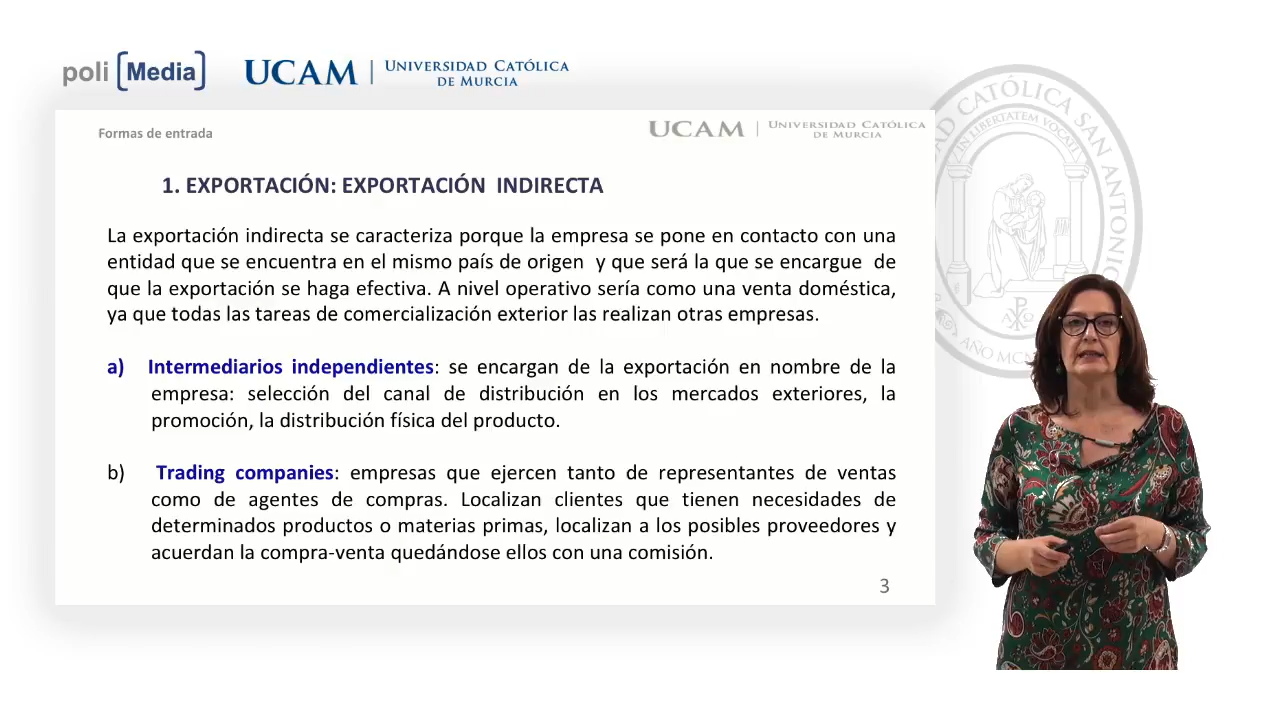 poli [Media]
UCAM | UNIVERSIDAD CATÓLICA
DE MURCIA
Formas de entrada
UCAM | UNIVERSIDAD CATÓLICA
DE MURCIA
1. EXPORTACIÓN: EXPORTACIÓN INDIRECTA
La exportación indirecta se caracteriza porque la empresa se pone en contacto con una
entidad que se encuentra en el mismo país de origen y que será la que se encargue de
que la exportación se haga efectiva. A nivel operativo sería como una venta doméstica,
ya que todas las tareas de comercialización exterior las realizan otras empresas.
a) Intermediarios independientes: se encargan de la exportación en nombre de la
empresa: selección del canal de distribución en los mercados exteriores, la
promoción, la distribución física del producto.
b) Trading companies: empresas que ejercen tanto de representantes de ventas
como de agentes de compras. Localizan clientes que tienen necesidades de
determinados productos o materias primas, localizan a los posibles proveedores y
acuerdan la compra-venta quedándose ellos con una comisión.
3
CATÓLICA SAN ANTONIO
IN LIBERTATEM VOCATI
AÑO